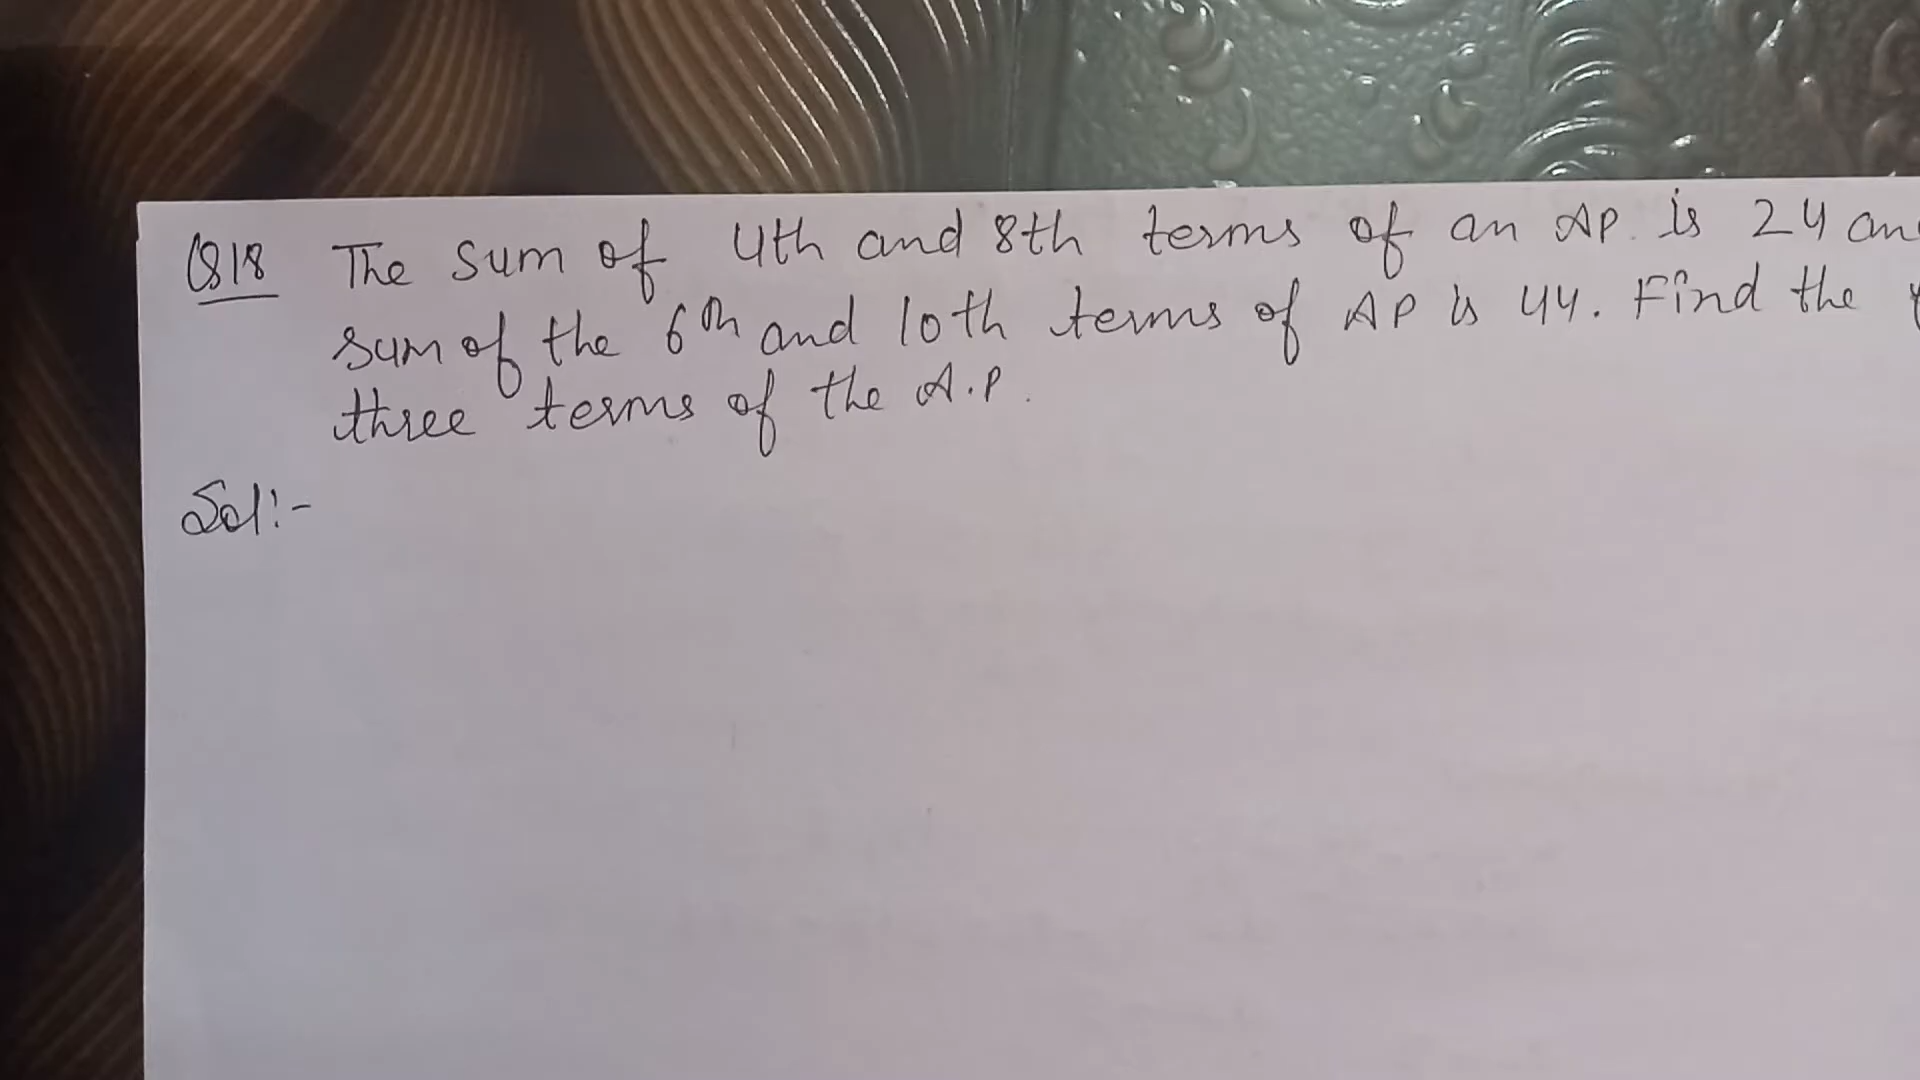 Q18 The sum of 4th and 8th terms of an AP. is 24 an
sum of the 6th and 10th terms of AP is 44. Find the
three terms of the A.P.
Sol:-